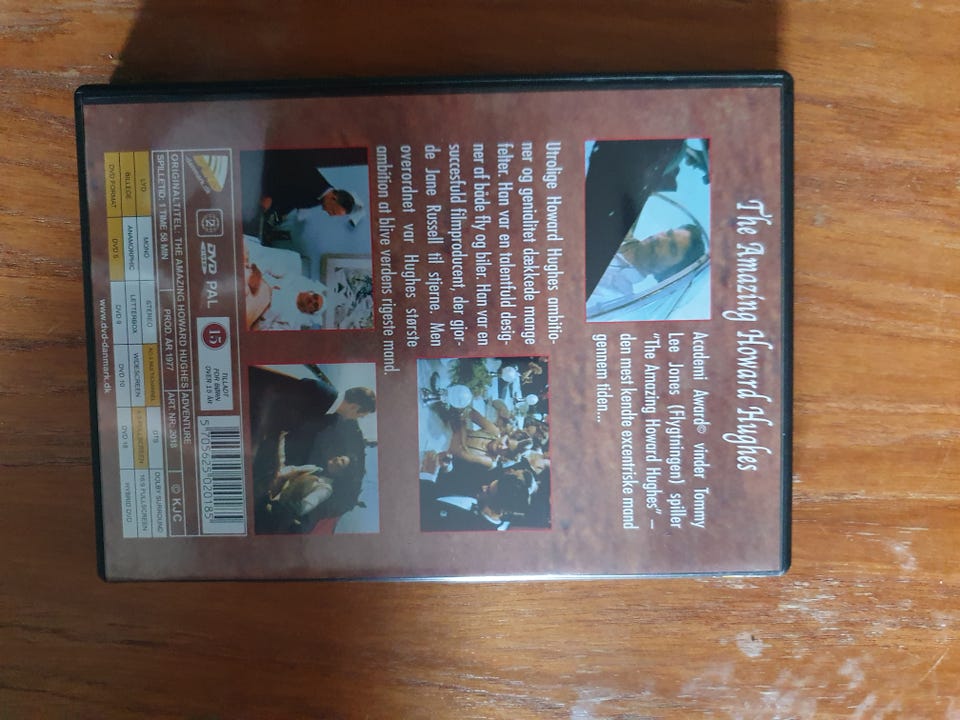 The Amazing Howard Hughes
Academi Award® vinder Tommy
Lee Jones (Flygtningen) spiller
"The Amazing Howard Hughes" –
den mest kendte excentriske mand
gennem tiden...
Utrolige Howard Hughes ambitio-
ner og genialitet dækkede mange
felter. Han var en talentfuld desig-
ner af både fly og biler. Han var en
succesfuld filmproducent, der gjor-
de Jane Russell til stjerne. Men
overordnet var Hughes største
ambition at blive verdens rigeste mand.
2
DVD
PAL
15
TILLADT
FOR BØRN
OVER 15 ÅR
5 705625 020185
ORIGINALTITEL: THE AMAZING HOWARD HUGHES ADVENTURE
SPILLETID: 1 TIME 58 MIN
PROD. ÅR 1977
ART. NR.: 2018
© KJC
LYD MONO STEREO DTS DOLBY SURROUND
BILLEDE ANAMORPHIC LETTERBOX WIDESCREEN 16:9 FULLSCREEN
DVD FORMAT DVD 5 DVD 9 DVD 10 DVD 18 HYBRID DVD
www.dvd-danmark.dk